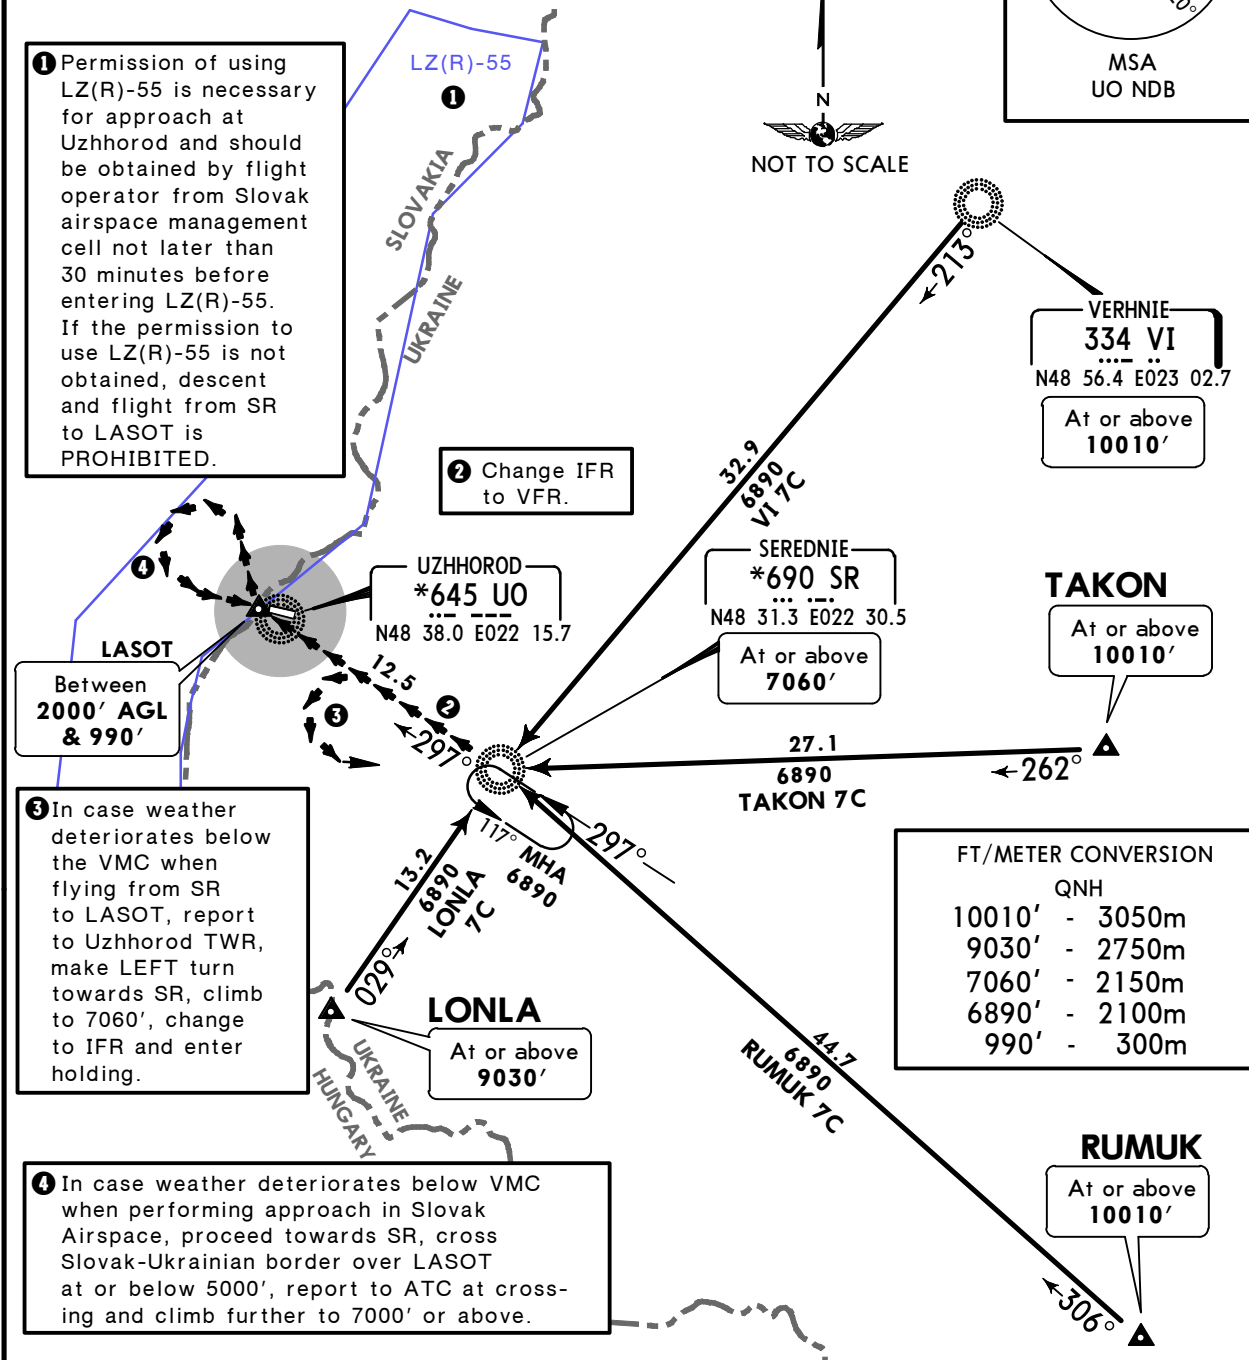 ❶ Permission of using
LZ(R)-55 is necessary
for approach at
Uzhhorod and should
be obtained by flight
operator from Slovak
airspace management
cell not later than
30 minutes before
entering LZ(R)-55.
If the permission to
use LZ(R)-55 is not
obtained, descent
and flight from SR
to LASOT is
PROHIBITED.
LZ(R)-55
❶
SLOVAKIA
UKRAINE
N
NOT TO SCALE
MSA
UO NDB
213°
VERHNIE
334 VI
N48 56.4 E023 02.7
At or above
10010'
❷ Change IFR
to VFR.
32.9
6890
VI 7C
❹
UZHHOROD
*645 UO
N48 38.0 E022 15.7
SEREDNIE
*690 SR
N48 31.3 E022 30.5
At or above
7060'
TAKON
At or above
10010'
LASOT
Between
2000' AGL
& 990'
12.5
❸
❷
297°
27.1
6890
TAKON 7C
262°
❸ In case weather
deteriorates below
the VMC when
flying from SR
to LASOT, report
to Uzhhorod TWR,
make LEFT turn
towards SR, climb
to 7060', change
to IFR and enter
holding.
117°
MHA
6890
297°
13.2
6890
LONLA
7C
029°
LONLA
At or above
9030'
UKRAINE
HUNGARY
FT/METER CONVERSION
QNH
10010' - 3050m
9030' - 2750m
7060' - 2150m
6890' - 2100m
990' - 300m
44.7
6890
RUMUK 7C
RUMUK
At or above
10010'
306°
❹ In case weather deteriorates below VMC
when performing approach in Slovak
Airspace, proceed towards SR, cross
Slovak-Ukrainian border over LASOT
at or below 5000', report to ATC at cross-
ing and climb further to 7000' or above.